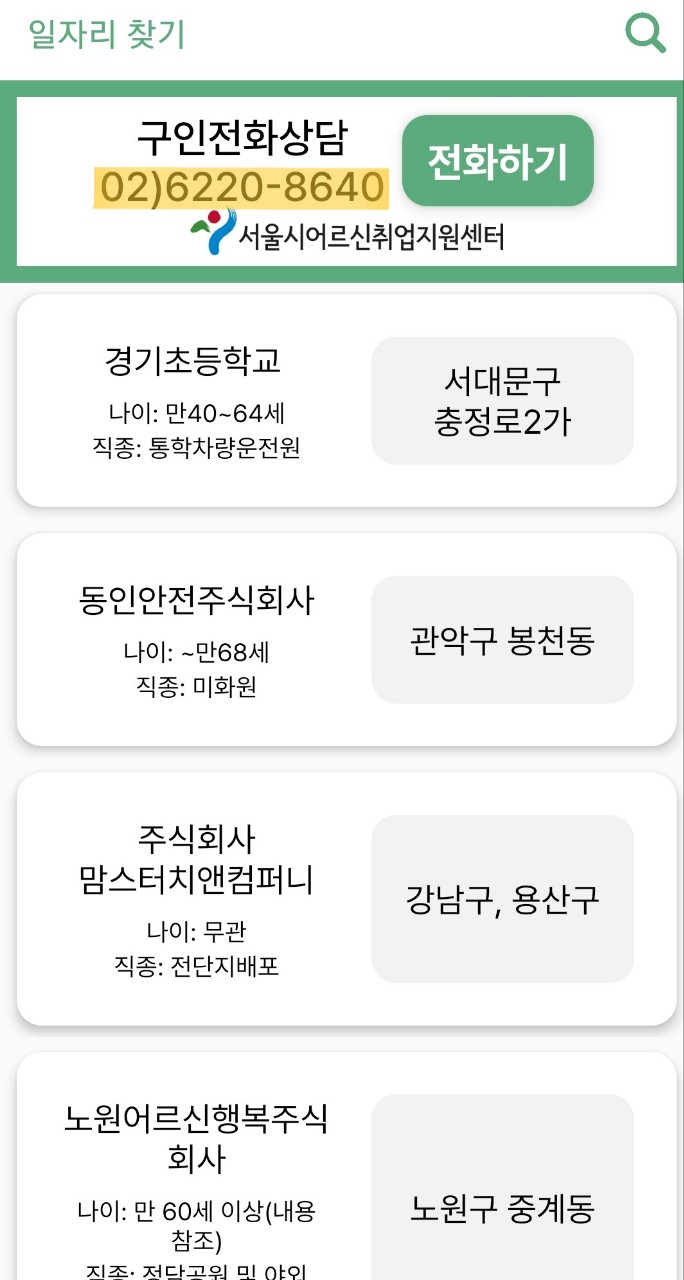 일자리 찾기
구인전화상담
02)6220-8640
전화하기
서울시어르신취업지원센터
경기초등학교
나이: 만40~64세
직종: 통학차량운전원
서대문구
충정로2가
동인안전주식회사
나이: ~만68세
직종: 미화원
관악구 봉천동
주식회사
맘스터치앤컴퍼니
나이: 무관
직종: 전단지배포
강남구, 용산구
노원어르신행복주식
회사
나이: 만 60세 이상(내용
참조)
직종: 정달공원 및 야외
노원구 중계동